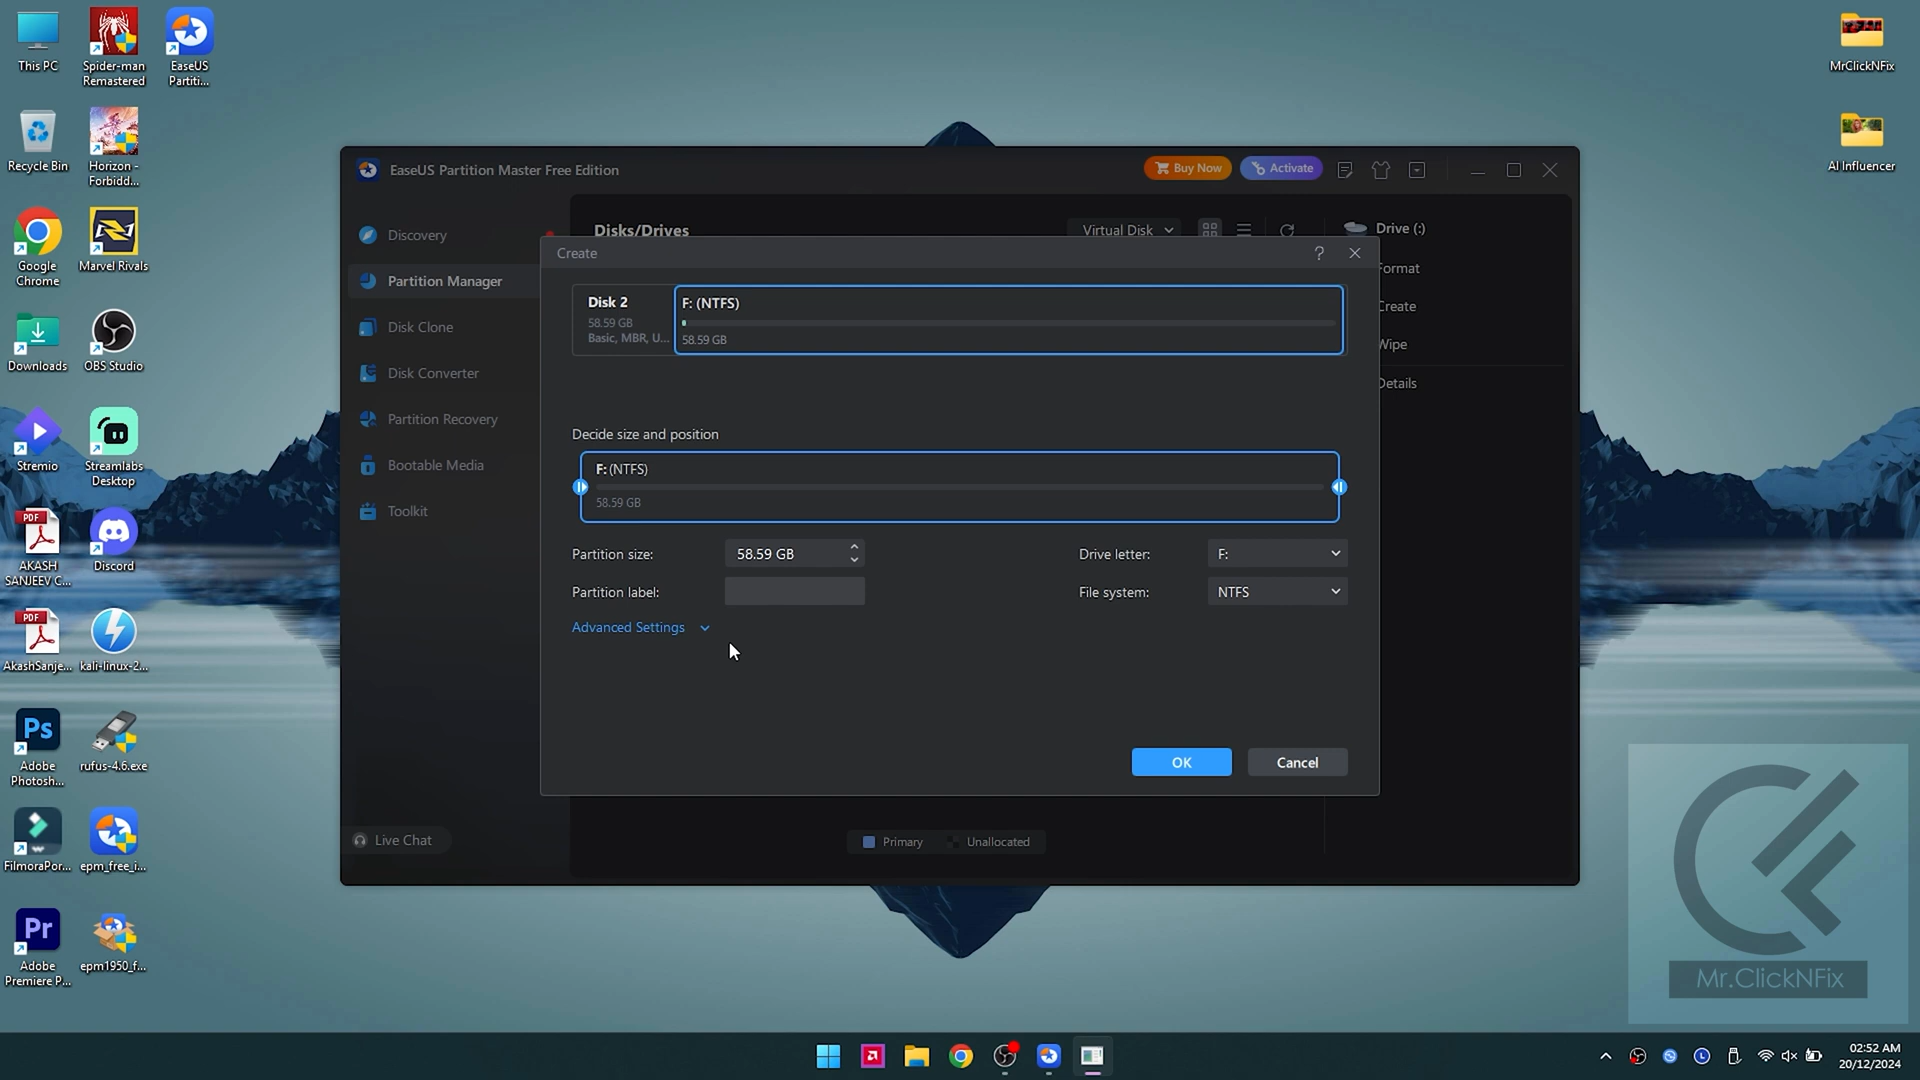 This PC
Spider-man
Remastered
EaseUS
Partiti...
Recycle Bin
Horizon -
Forbidd...
Google
Chrome
Marvel Rivals
Downloads
OBS Studio
Stremio
Streamlabs
Desktop
PDF
AKASH
SANJEEV C...
Discord
PDF
AkashSanje...
kali-linux-2...
Ps
Adobe
Photosh...
rufus-4.6.exe
FilmoraPor...
epm_free_i...
Pr
Adobe
Premiere P...
epm1950_f...
MrClickNFix
AI Influencer
EaseUS Partition Master Free Edition
Buy Now
Activate
Discovery
Partition Manager
Disk Clone
Disk Converter
Partition Recovery
Bootable Media
Toolkit
Live Chat
Disks/Drives
Virtual Disk
Drive (:)
Format
Create
Wipe
Details
Create
?
Disk 2
58.59 GB
Basic, MBR, U...
F: (NTFS)
58.59 GB
Decide size and position
F: (NTFS)
58.59 GB
Partition size:
58.59 GB
Drive letter:
F:
Partition label:
File system:
NTFS
Advanced Settings
OK
Cancel
Primary
Unallocated
Mr.ClickNFix
02:52 AM
20/12/2024